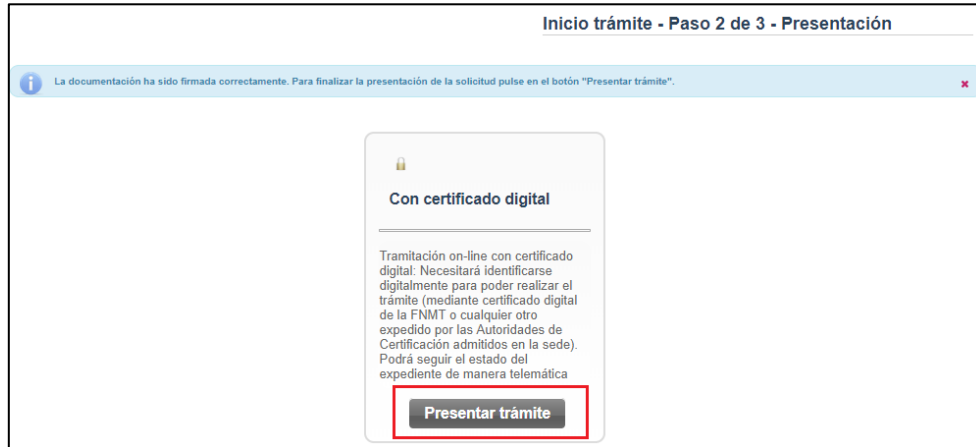 Inicio trámite - Paso 2 de 3 - Presentación
La documentación ha sido firmada correctamente. Para finalizar la presentación de la solicitud pulse en el botón "Presentar trámite".
Con certificado digital
Tramitación on-line con certificado
digital: Necesitará identificarse
digitalmente para poder realizar el
trámite (mediante certificado digital
de la FNMT o cualquier otro
expedido por las Autoridades de
Certificación admitidos en la sede).
Podrá seguir el estado del
expediente de manera telemática
Presentar trámite